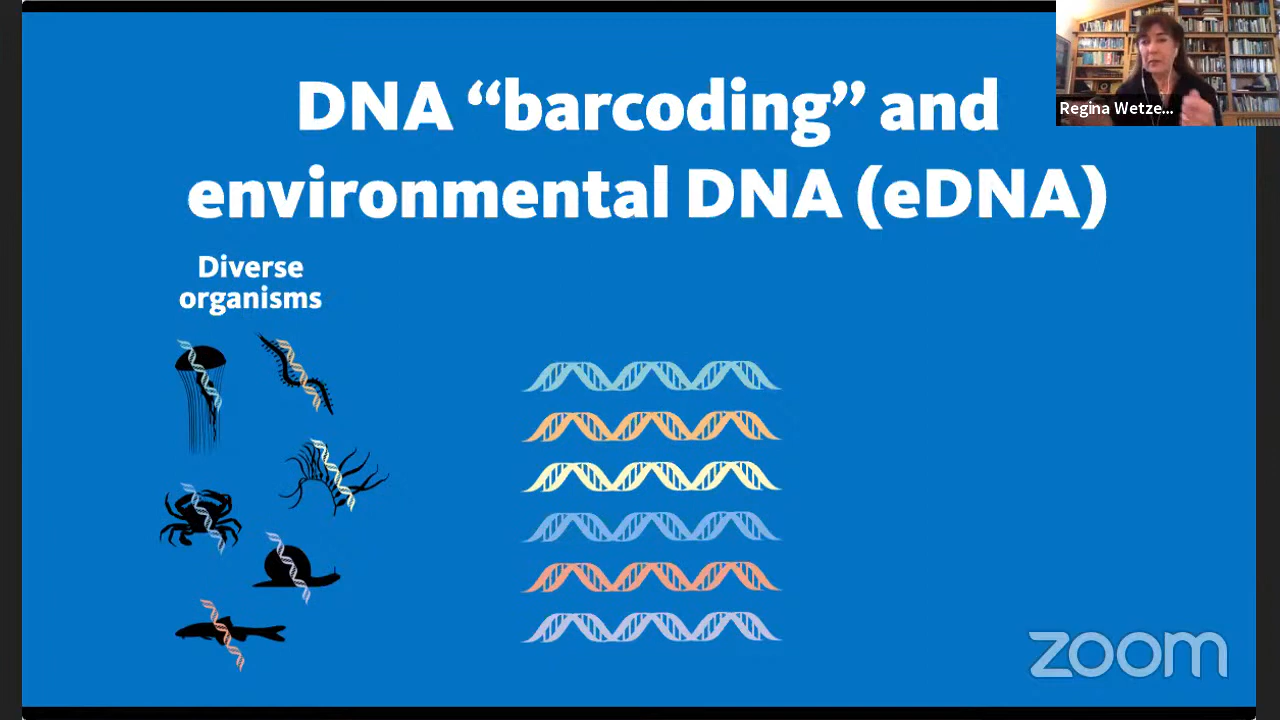 DNA “barcoding” and
environmental DNA (eDNA)
Regina Wetze...
Diverse
organisms
zoom